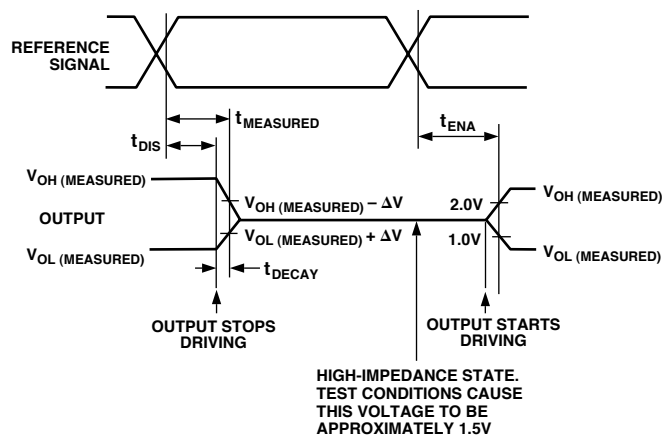 REFERENCE
SIGNAL
tMEASURED
tDIS
tENA
VOH (MEASURED)
VOH (MEASURED) – ΔV
2.0V
VOH (MEASURED)
OUTPUT
VOL (MEASURED) + ΔV
1.0V
VOL (MEASURED)
VOL (MEASURED)
tDECAY
OUTPUT STOPS
DRIVING
OUTPUT STARTS
DRIVING
HIGH-IMPEDANCE STATE.
TEST CONDITIONS CAUSE
THIS VOLTAGE TO BE
APPROXIMATELY 1.5V